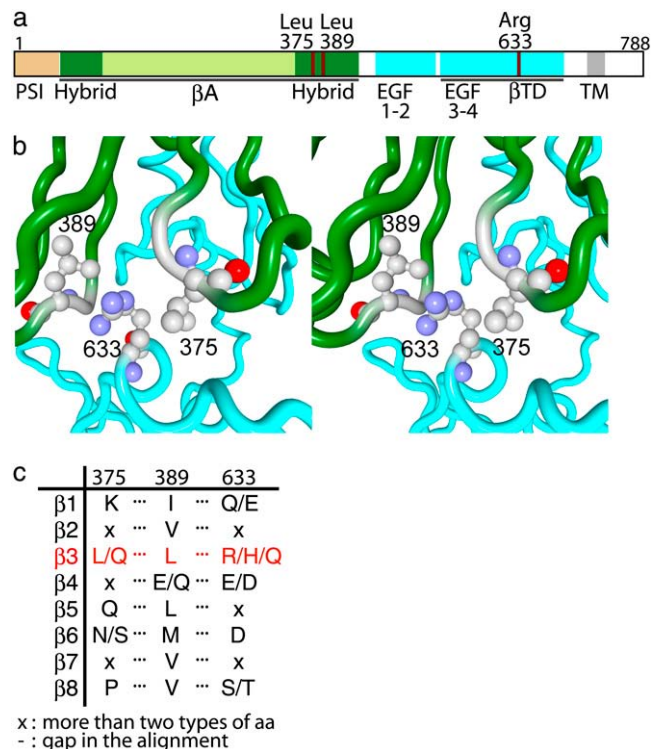 a
Leu Leu Arg
1 375 389 633 788
PSI Hybrid βA Hybrid EGF 1-2 EGF 3-4 βTD TM
b
389 389
633 375 633 375
c
375 389 633
β1 K ··· I ··· Q/E
β2 x ··· V ··· x
β3 L/Q ··· L ··· R/H/Q
β4 x ··· E/Q ··· E/D
β5 Q ··· L ··· x
β6 N/S ··· M ··· D
β7 x ··· V ··· x
β8 P ··· V ··· S/T
x : more than two types of aa
- : gap in the alignment